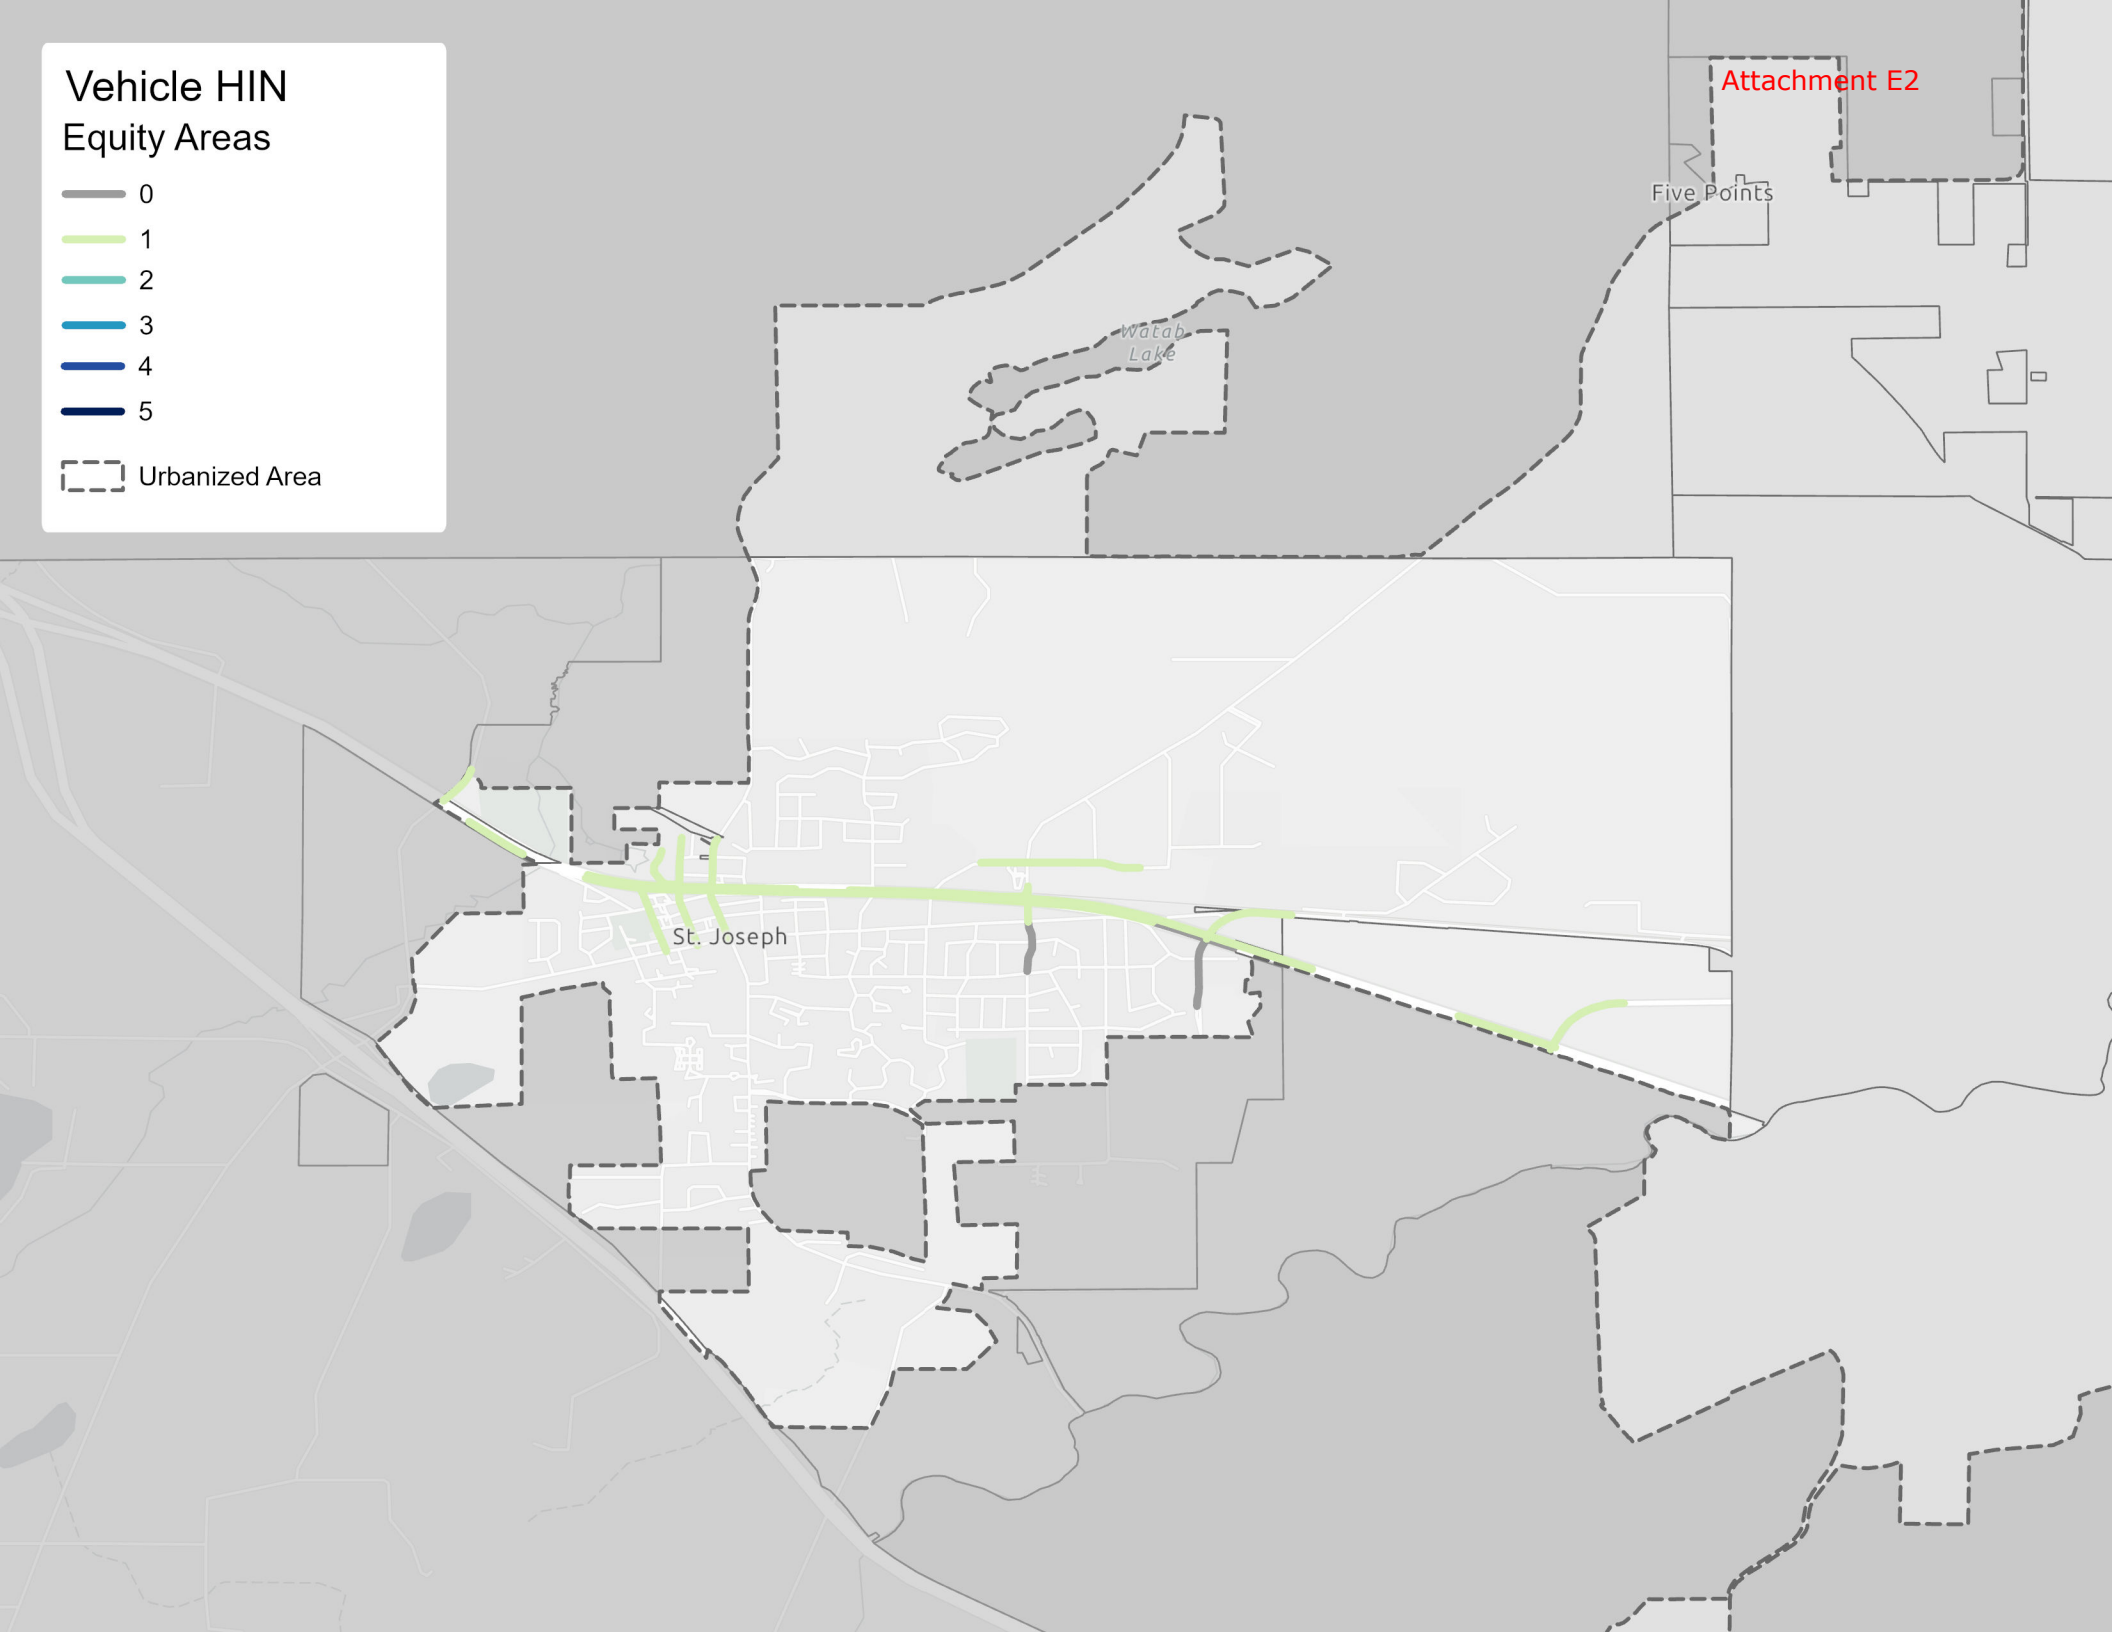 Vehicle HIN
Equity Areas
0
1
2
3
4
5
Urbanized Area
Attachment E2
Five Points
Watab
Lake
St. Joseph